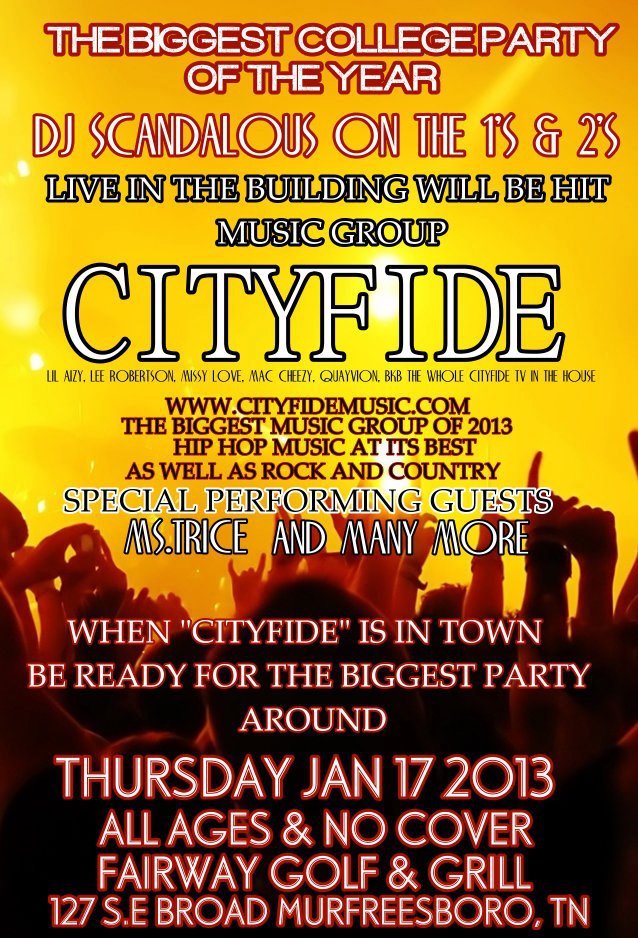 THE BIGGEST COLLEGE PARTY
OF THE YEAR
DJ SCANDALOUS ON THE 1'S & 2'S
LIVE IN THE BUILDING WILL BE HIT
MUSIC GROUP
CITYFIDE
LIL AIZY, LEE ROBERTSON, MISSY LOVE, MAC CHEEZY, QUAYVION, BKB THE WHOLE CITYFIDE TV IN THE HOUSE
WWW.CITYFIDEMUSIC.COM
THE BIGGEST MUSIC GROUP OF 2013
HIP HOP MUSIC AT ITS BEST
AS WELL AS ROCK AND COUNTRY
SPECIAL PERFORMING GUESTS
MS.TRICE AND MANY MORE
WHEN "CITYFIDE" IS IN TOWN
BE READY FOR THE BIGGEST PARTY
AROUND
THURSDAY JAN 17 2013
ALL AGES & NO COVER
FAIRWAY GOLF & GRILL
127 S.E BROAD MURFREESBORO, TN